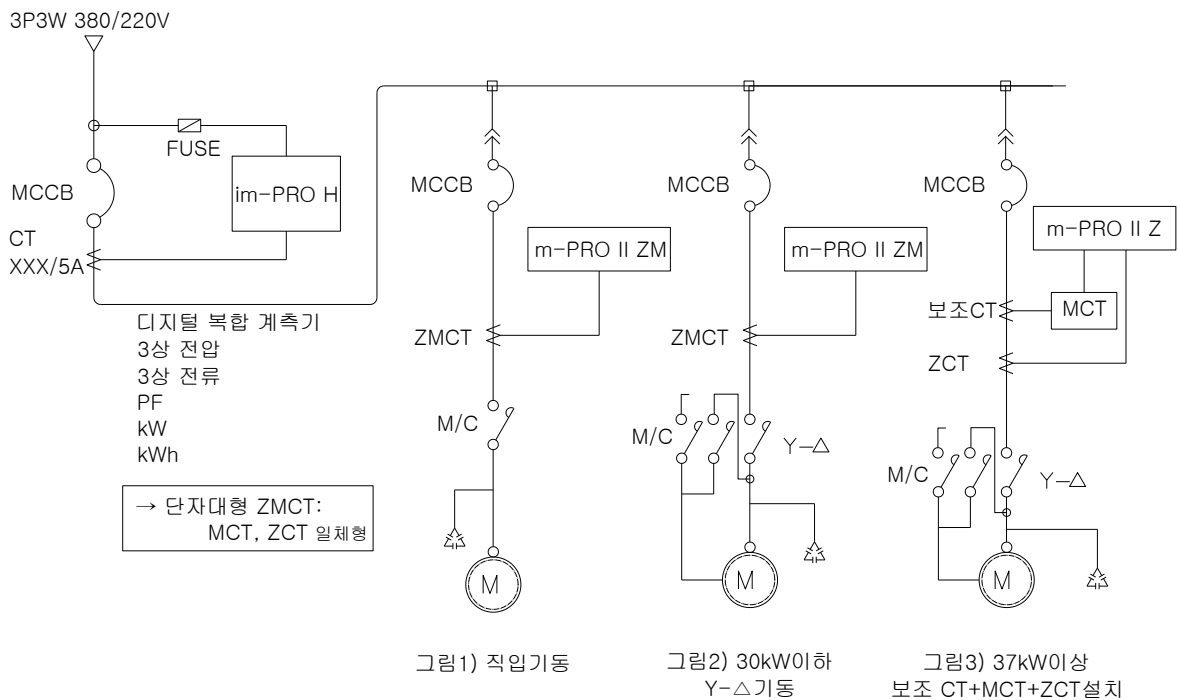 3P3W 380/220V
FUSE
im-PRO H
MCCB
CT
XXX/5A
디지털 복합 계측기
3상 전압
3상 전류
PF
kW
kWh
→ 단자대형 ZMCT:
MCT, ZCT 일체형
MCCB
m-PRO II ZM
ZMCT
M/C
M
그림1) 직입기동
MCCB
m-PRO II ZM
ZMCT
M/C
Y-△
M
그림2) 30kW이하
Y-△기동
MCCB
m-PRO II Z
보조CT
MCT
ZCT
M/C
Y-△
M
그림3) 37kW이상
보조 CT+MCT+ZCT설치